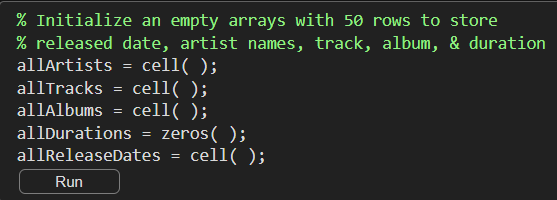 % Initialize an empty arrays with 50 rows to store
% released date, artist names, track, album, & duration
allArtists = cell( );
allTracks = cell( );
allAlbums = cell( );
allDurations = zeros( );
allReleaseDates = cell( );
Run